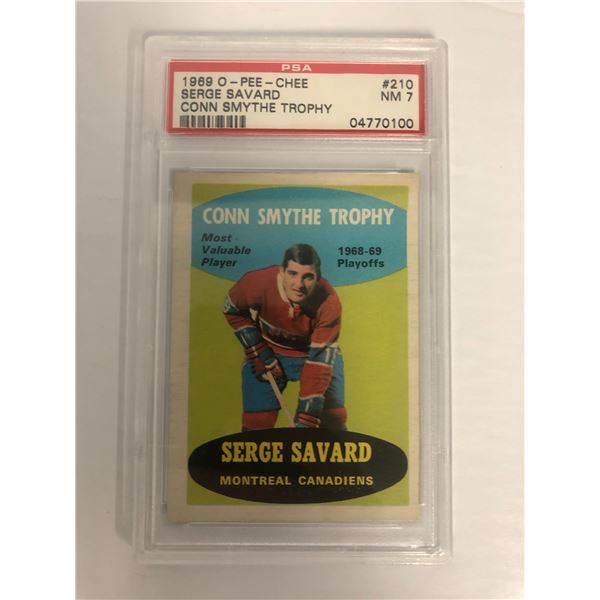 PSA
1969 O-PEE-CHEE #210
SERGE SAVARD NM 7
CONN SMYTHE TROPHY
04770100
CONN SMYTHE TROPHY
Most
Valuable
Player
1968-69
Playoffs
SERGE SAVARD
MONTREAL CANADIENS